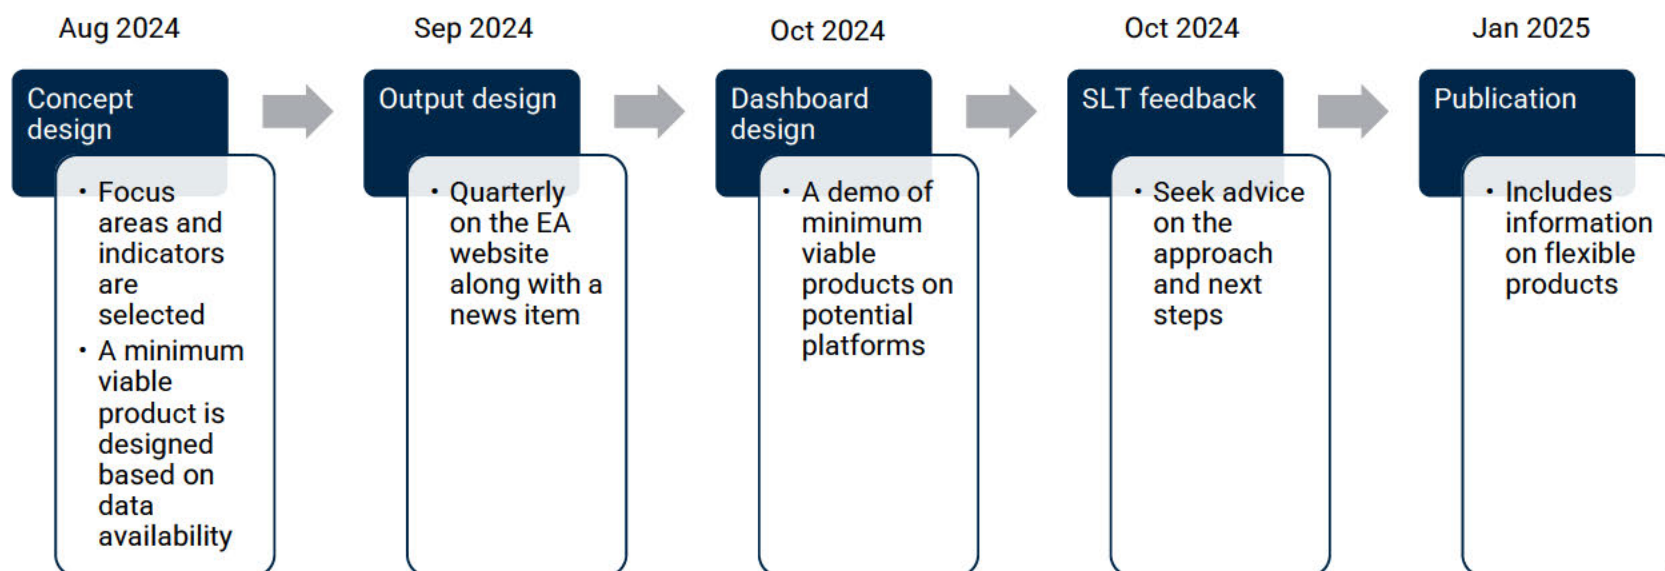 Aug 2024
Concept
design
• Focus
areas and
indicators
are
selected
• A minimum
viable
product is
designed
based on
data
availability
Sep 2024
Output design
• Quarterly
on the EA
website
along with a
news item
Oct 2024
Dashboard
design
• A demo of
minimum
viable
products on
potential
platforms
Oct 2024
SLT feedback
• Seek advice
on the
approach
and next
steps
Jan 2025
Publication
• Includes
information
on flexible
products